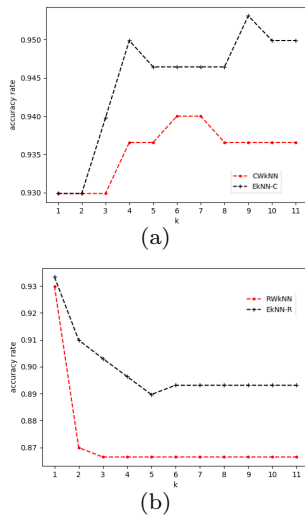 0.950
0.945
0.940
0.935
0.930
accuracy rate
CWkNN
EkNN-C
1 2 3 4 5 6 7 8 9 10 11
k
(a)
0.93
0.92
0.91
0.90
0.89
0.88
0.87
accuracy rate
RWkNN
EkNN-R
1 2 3 4 5 6 7 8 9 10 11
k
(b)